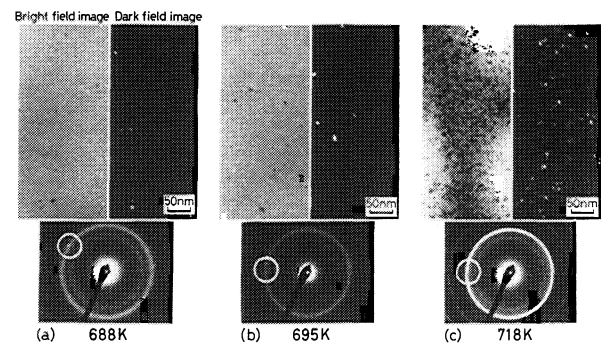 Bright field image Dark field image
50nm 50nm 50nm
(a) 688K (b) 695K (c) 718K